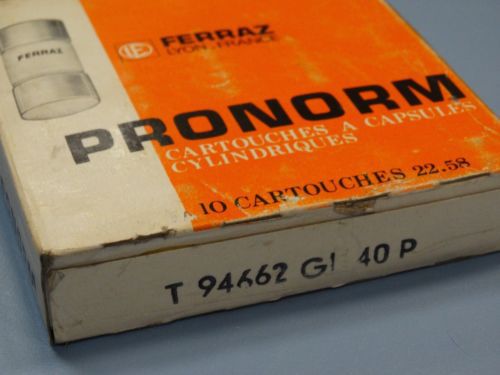 FERRAZ
FERRAZ
LYON-FRANCE
PRONORM
CARTOUCHES A CAPSULES
CYLINDRIQUES
10 CARTOUCHES 22.58
T 94662 GI 40 P